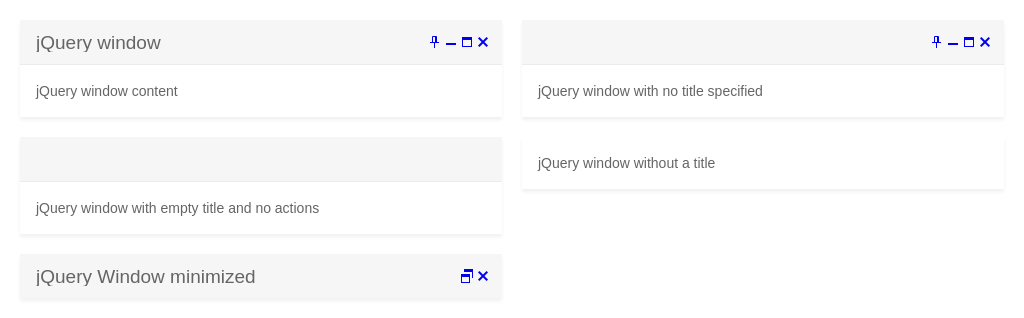 jQuery window
jQuery window content
jQuery window with no title specified
jQuery window with empty title and no actions
jQuery window without a title
jQuery Window minimized